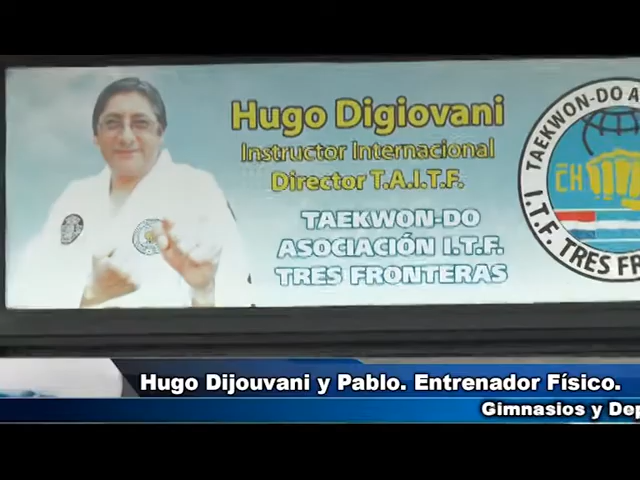 Hugo Digiovani
Instructor Internacional
Director T.A.I.T.F.
TAEKWON-DO
ASOCIACIÓN I.T.F.
TRES FRONTERAS
TAEKWON-DO A
I.T.F.
TRES FR
Hugo Dijouvani y Pablo. Entrenador Físico.
Gimnasios y Dep